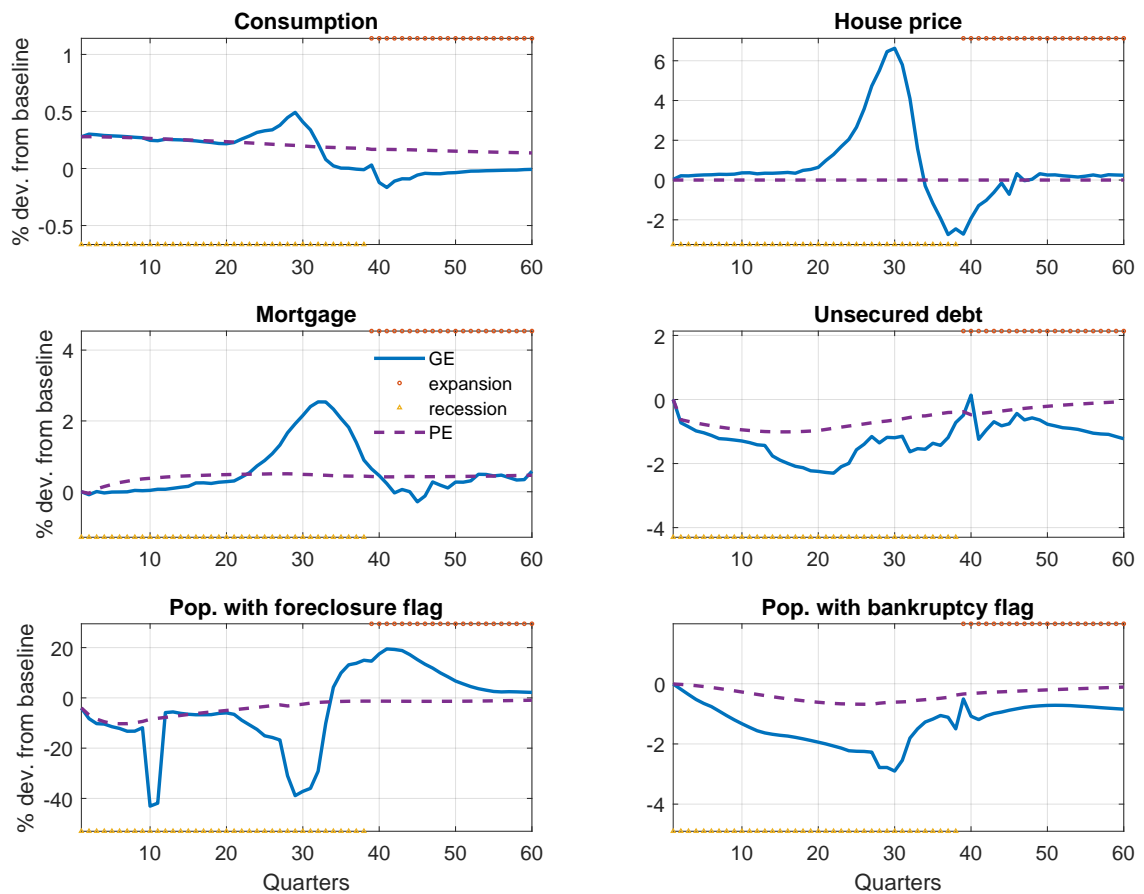 Consumption
% dev. from baseline
1
0.5
0
-0.5
10 20 30 40 50 60
House price
6
4
2
0
-2
10 20 30 40 50 60
Mortgage
% dev. from baseline
4
2
0
10 20 30 40 50 60
GE
expansion
recession
PE
Unsecured debt
2
0
-2
-4
10 20 30 40 50 60
Pop. with foreclosure flag
% dev. from baseline
20
0
-20
-40
10 20 30 40 50 60
Quarters
Pop. with bankruptcy flag
0
-2
-4
10 20 30 40 50 60
Quarters